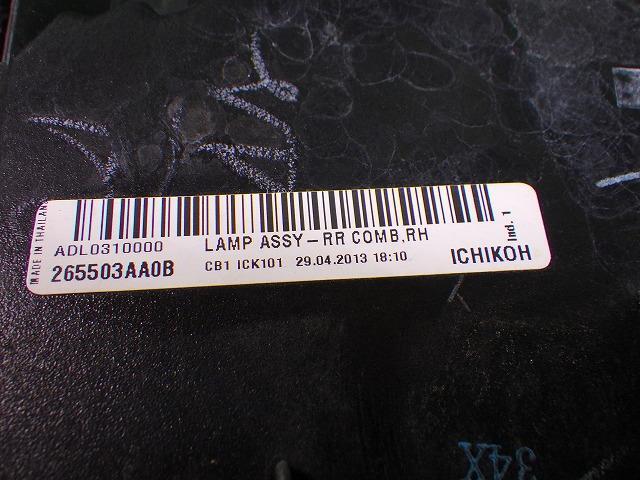 MADE IN THAILAND
ADL0310000
LAMP ASSY-RR COMB,RH
265503AA0B
CB1 ICK101 29.04.2013 18:10
ICHIKOH
Ind. 1
34X